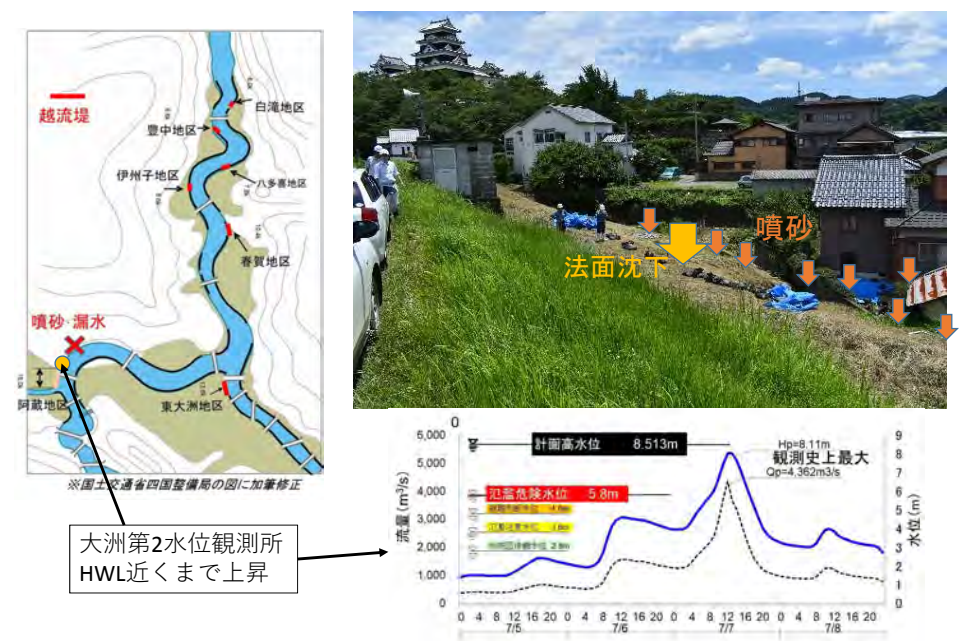 越流堤
白滝地区
豊中地区
八多喜地区
伊州子地区
春賀地区
噴砂・漏水
阿蔵地区
東大洲地区
※国土交通省四国整備局の図に加筆修正
大洲第2水位観測所
HWL近くまで上昇
噴砂
法面沈下
0
計画高水位 8.513m
Hp=8.11m
観測史上最大
Qp=4,362m3/s
氾濫危険水位 5.8m
流量(m³/s)
6,000
5,000
4,000
3,000
2,000
1,000
0
水位(m)
9
8
7
6
5
4
3
2
1
0
0 4 8 12 16 20 0 4 8 12 16 20 0 4 8 12 16 20 0 4 8 12 16 20
7/5 7/6 7/7 7/8